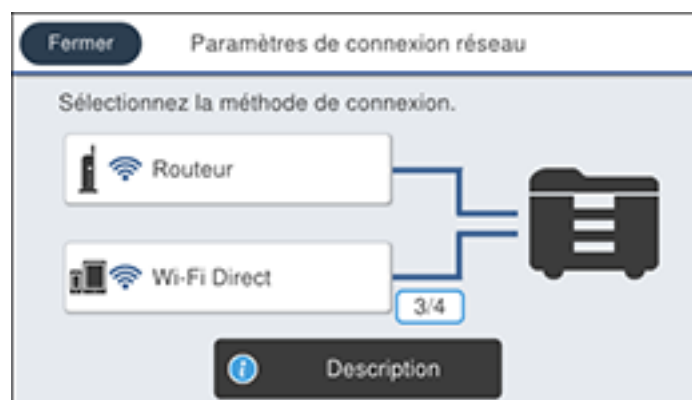 Fermer
Paramètres de connexion réseau
Sélectionnez la méthode de connexion.
Routeur
Wi-Fi Direct
3/4
Description